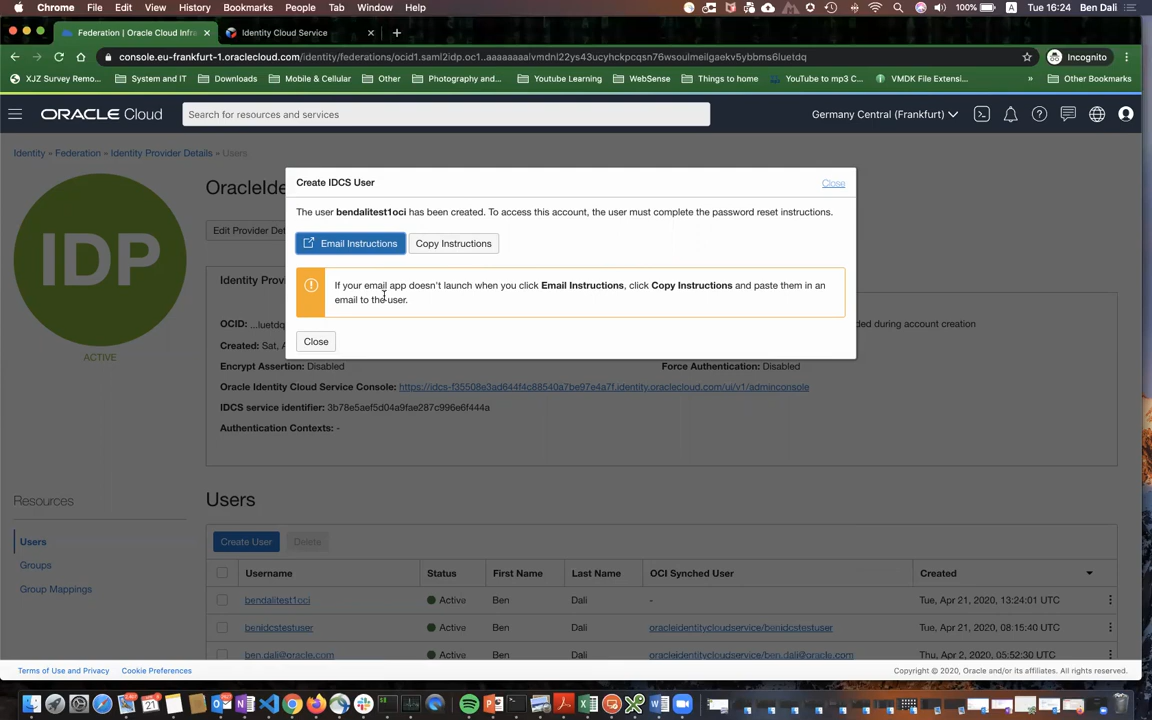 Chrome File Edit View History Bookmarks People Tab Window Help
100% A Tue 16:24 Ben Dali
Federation | Oracle Cloud Infra
Identity Cloud Service
console.eu-frankfurt-1.oraclecloud.com/identity/federations/ocid1.saml2idp.oc1..aaaaaaaalvmdnl22ys43ucyhckpcqsn76wsoulmeilgaekv5ybbms6luetdq
Incognito
XJZ Survey Remo... System and IT Downloads Mobile & Cellular Other Photography and... Youtube Learning WebSense Things to home YouTube to mp3 C... VMDK File Extensi... » Other Bookmarks
ORACLE Cloud
Search for resources and services
Germany Central (Frankfurt)
Identity » Federation » Identity Provider Details » Users
Create IDCS User
Close
The user bendalitest1oci has been created. To access this account, the user must complete the password reset instructions.
Email Instructions
Copy Instructions
If your email app doesn't launch when you click Email Instructions, click Copy Instructions and paste them in an
email to the user.
Close
IDP
ACTIVE
OracleIde
Edit Provider Det
Identity Prov
OCID: ...luetdq
ded during account creation
Created: Sat, A
Encrypt Assertion: Disabled
Force Authentication: Disabled
Oracle Identity Cloud Service Console: https://idcs-f35508e3ad644f4c88540a7be97e4a7f.identity.oraclecloud.com/ui/v1/adminconsole
IDCS service identifier: 3b78e5aef5d04a9fae287c996e6f444a
Authentication Contexts: -
Resources
Users
Groups
Group Mappings
Users
Create User
Delete
Username Status First Name Last Name OCI Synched User Created
bendalitest1oci Active Ben Dali - Tue, Apr 21, 2020, 13:24:01 UTC
benidcstestuser Active Ben Dali oracleidentitycloudservice/benidcstestuser Tue, Apr 21, 2020, 08:15:40 UTC
ben.dali@oracle.com Active Ben Dali oracleidentitycloudservice/ben.dali@oracle.com Thu, Apr 2, 2020, 05:52:30 UTC
Terms of Use and Privacy Cookie Preferences
Copyright © 2020, Oracle and/or its affiliates. All rights reserved.